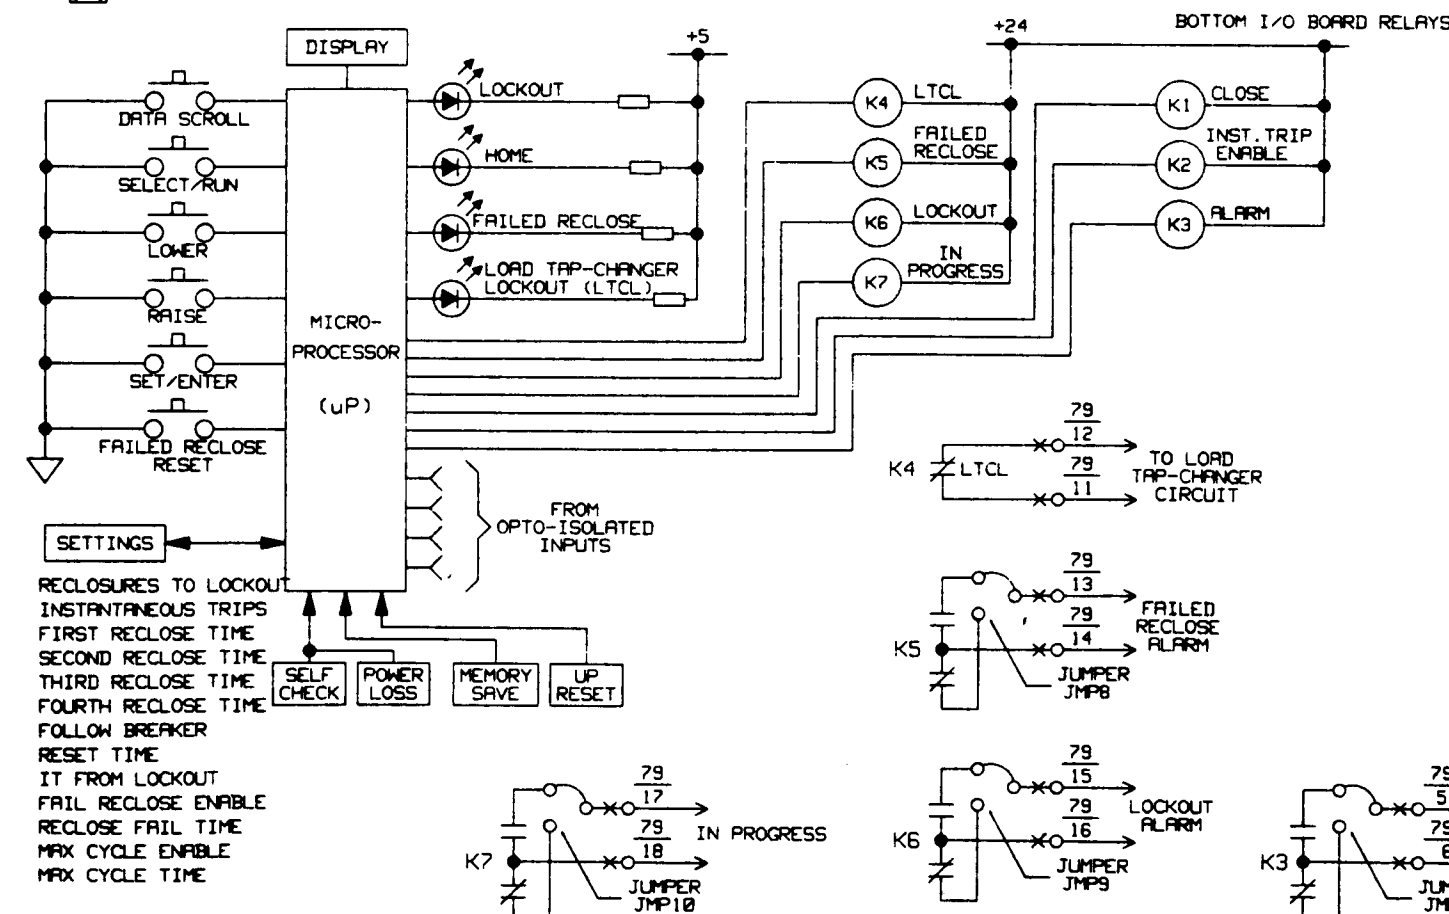 BOTTOM I/O BOARD RELAYS
+24
+5
DISPLAY
DATA SCROLL
SELECT/RUN
LOWER
RAISE
SET/ENTER
FAILED RECLOSE
RESET
LOCKOUT
HOME
FAILED RECLOSE
LOAD TAP-CHANGER
LOCKOUT (LTCL)
MICRO-
PROCESSOR
(uP)
K4
LTCL
K5
FAILED
RECLOSE
K6
LOCKOUT
K7
IN
PROGRESS
K1
CLOSE
K2
INST. TRIP
ENABLE
K3
ALARM
FROM
OPTO-ISOLATED
INPUTS
SETTINGS
RECLOSURES TO LOCKOUT
INSTANTANEOUS TRIPS
FIRST RECLOSE TIME
SECOND RECLOSE TIME
THIRD RECLOSE TIME
FOURTH RECLOSE TIME
FOLLOW BREAKER
RESET TIME
IT FROM LOCKOUT
FAIL RECLOSE ENABLE
RECLOSE FAIL TIME
MAX CYCLE ENABLE
MAX CYCLE TIME
SELF
CHECK
POWER
LOSS
MEMORY
SAVE
UP
RESET
K4
LTCL
79
12
79
11
TO LOAD
TAP-CHANGER
CIRCUIT
K5
79
13
79
14
FAILED
RECLOSE
ALARM
JUMPER
JMP8
K6
79
15
79
16
LOCKOUT
ALARM
JUMPER
JMP9
K7
79
17
79
18
IN PROGRESS
JUMPER
JMP10
K3
79
5
79
6
JUM
JM